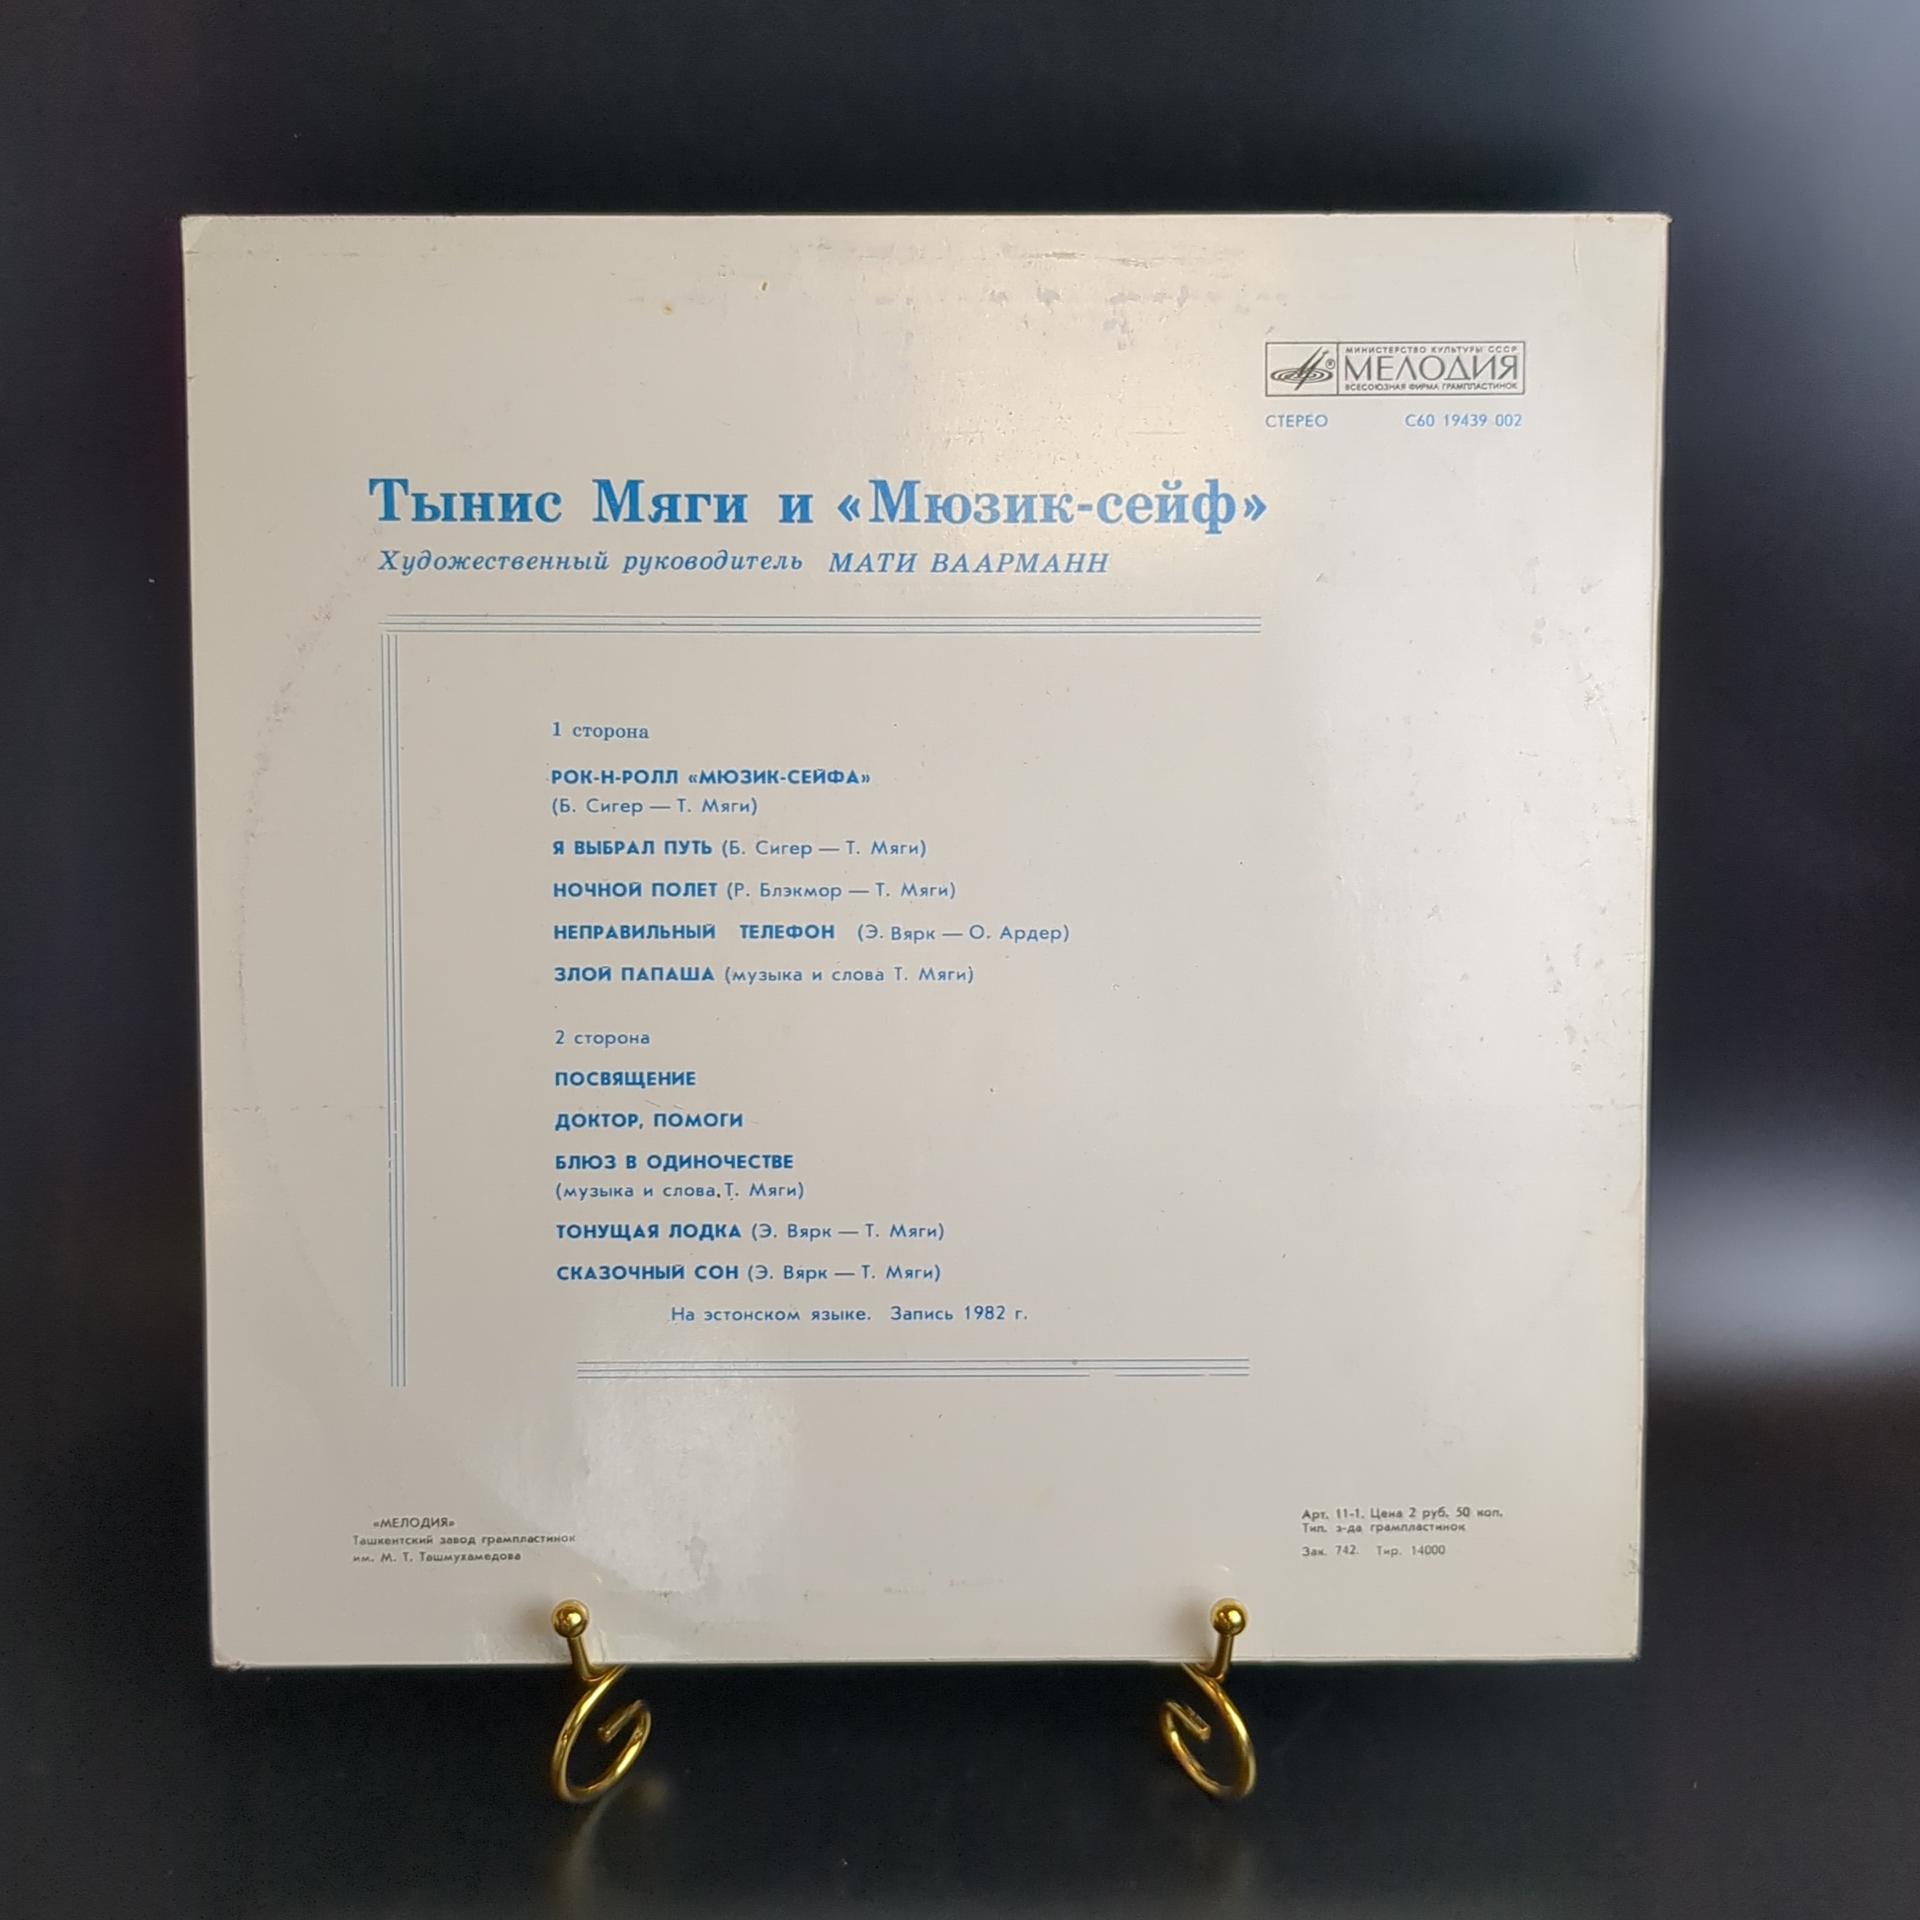 МИНИСТЕРСТВО КУЛЬТУРЫ СССР
МЕЛОДИЯ
ВСЕСОЮЗНАЯ ФИРМА ГРАМПЛАСТИНОК
СТЕРЕО С60 19439 002
Тынис Мяги и «Мюзик-сейф»
Художественный руководитель МАТИ ВААРМАНН
1 сторона
РОК-Н-РОЛЛ «МЮЗИК-СЕЙФА»
(Б. Сигер — Т. Мяги)
Я ВЫБРАЛ ПУТЬ (Б. Сигер — Т. Мяги)
НОЧНОЙ ПОЛЕТ (Р. Блэкмор — Т. Мяги)
НЕПРАВИЛЬНЫЙ ТЕЛЕФОН (Э. Вярк — О. Ардер)
ЗЛОЙ ПАПАША (музыка и слова Т. Мяги)
2 сторона
ПОСВЯЩЕНИЕ
ДОКТОР, ПОМОГИ
БЛЮЗ В ОДИНОЧЕСТВЕ
(музыка и слова Т. Мяги)
ТОНУЩАЯ ЛОДКА (Э. Вярк — Т. Мяги)
СКАЗОЧНЫЙ СОН (Э. Вярк — Т. Мяги)
На эстонском языке. Запись 1982 г.
«МЕЛОДИЯ»
Ташкентский завод грампластинок
им. М. Т. Ташмухамедова
Арт. 11-1. Цена 2 руб. 50 коп.
Тип. з-да грампластинок
Зак. 742. Тир. 14000